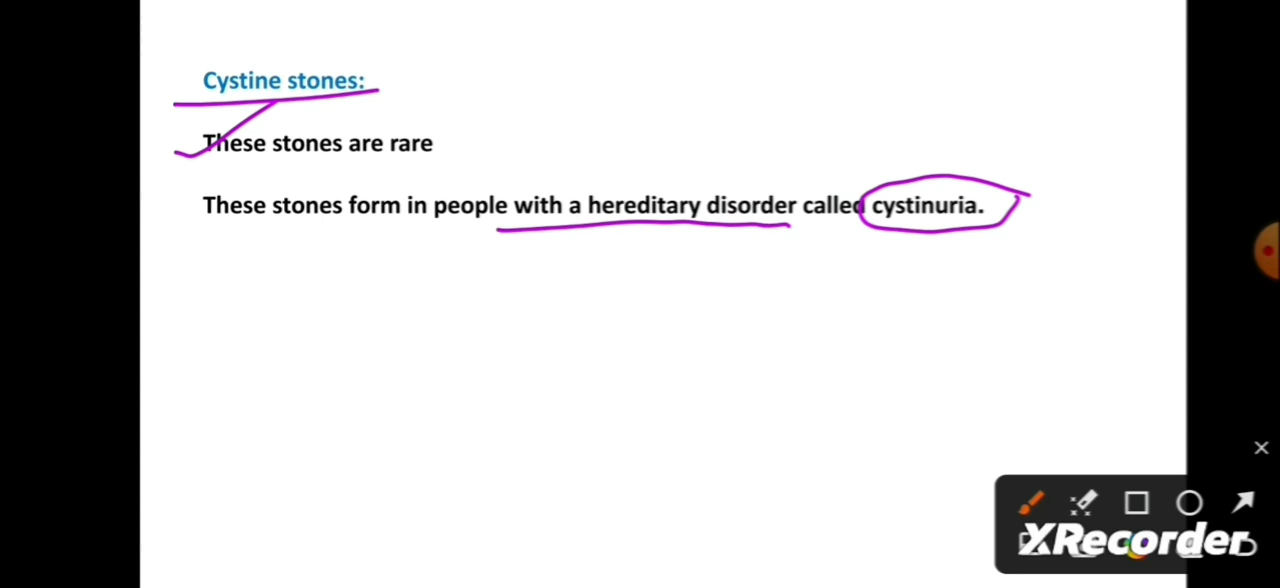 Cystine stones:
These stones are rare
These stones form in people with a hereditary disorder called cystinuria.
XRecorder